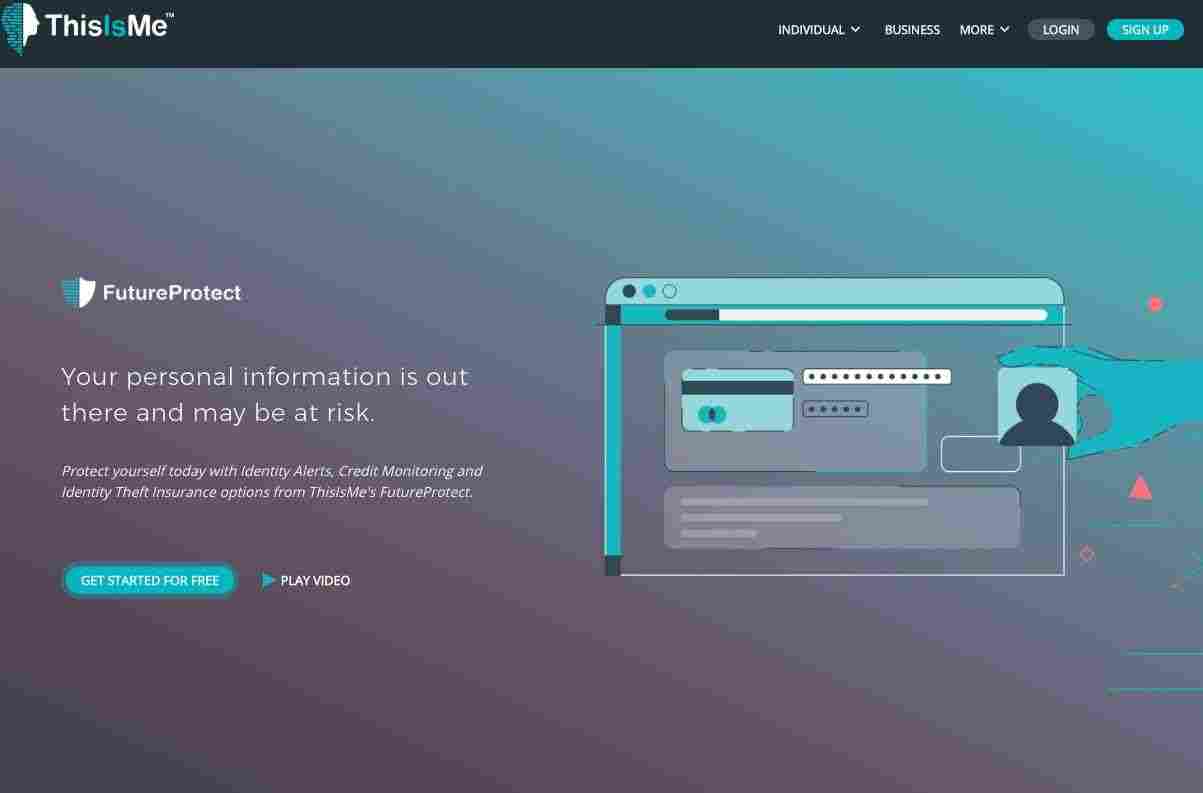 ThisIsMe™
INDIVIDUAL
BUSINESS
MORE
LOGIN
SIGN UP
FutureProtect
Your personal information is out
there and may be at risk.
Protect yourself today with Identity Alerts, Credit Monitoring and
Identity Theft Insurance options from ThisIsMe's FutureProtect.
GET STARTED FOR FREE
PLAY VIDEO